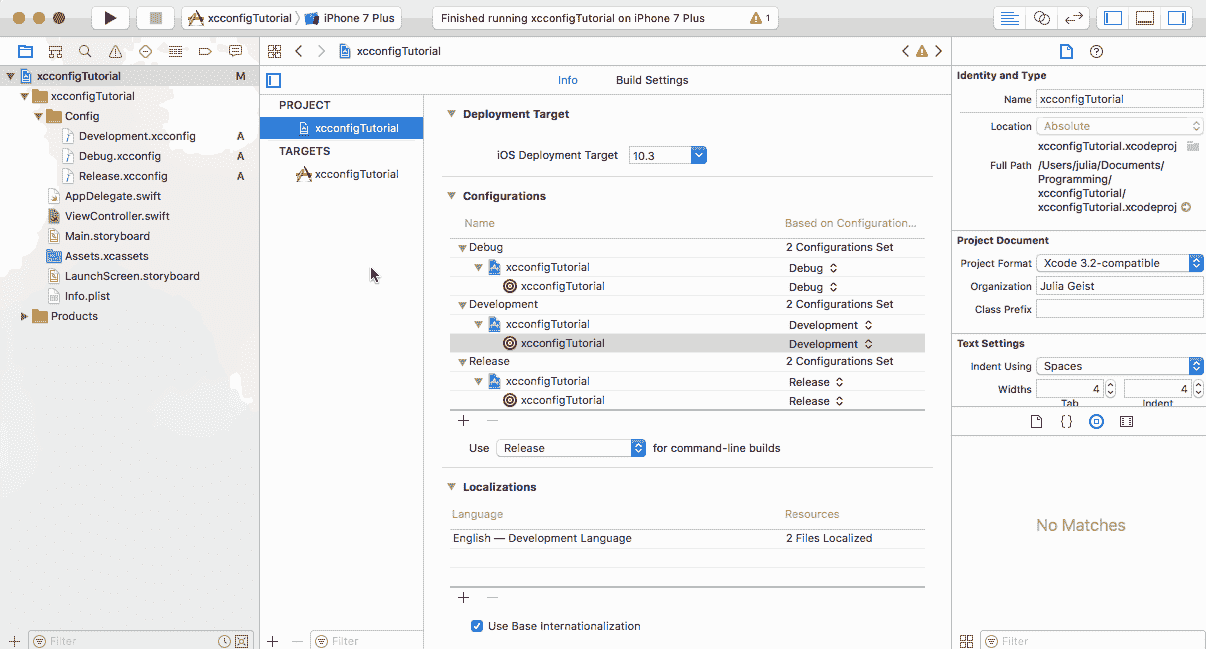 xcconfigTutorial
iPhone 7 Plus
Finished running xcconfigTutorial on iPhone 7 Plus
1
xcconfigTutorial M
xcconfigTutorial
Config
Development.xcconfig A
Debug.xcconfig A
Release.xcconfig A
AppDelegate.swift
ViewController.swift
Main.storyboard
Assets.xcassets
LaunchScreen.storyboard
Info.plist
Products
Filter
xcconfigTutorial
Info Build Settings
PROJECT
xcconfigTutorial
TARGETS
xcconfigTutorial
Filter
Deployment Target
iOS Deployment Target 10.3
Configurations
Name Based on Configuration...
Debug 2 Configurations Set
xcconfigTutorial Debug
xcconfigTutorial Debug
Development 2 Configurations Set
xcconfigTutorial Development
xcconfigTutorial Development
Release 2 Configurations Set
xcconfigTutorial Release
xcconfigTutorial Release
Use Release for command-line builds
Localizations
Language Resources
English — Development Language 2 Files Localized
Use Base Internationalization
Identity and Type
Name xcconfigTutorial
Location Absolute
xcconfigTutorial.xcodeproj
Full Path /Users/julia/Documents/
Programming/
xcconfigTutorial/
xcconfigTutorial.xcodeproj
Project Document
Project Format Xcode 3.2-compatible
Organization Julia Geist
Class Prefix
Text Settings
Indent Using Spaces
Widths 4 4
Tab Indent
No Matches
Filter